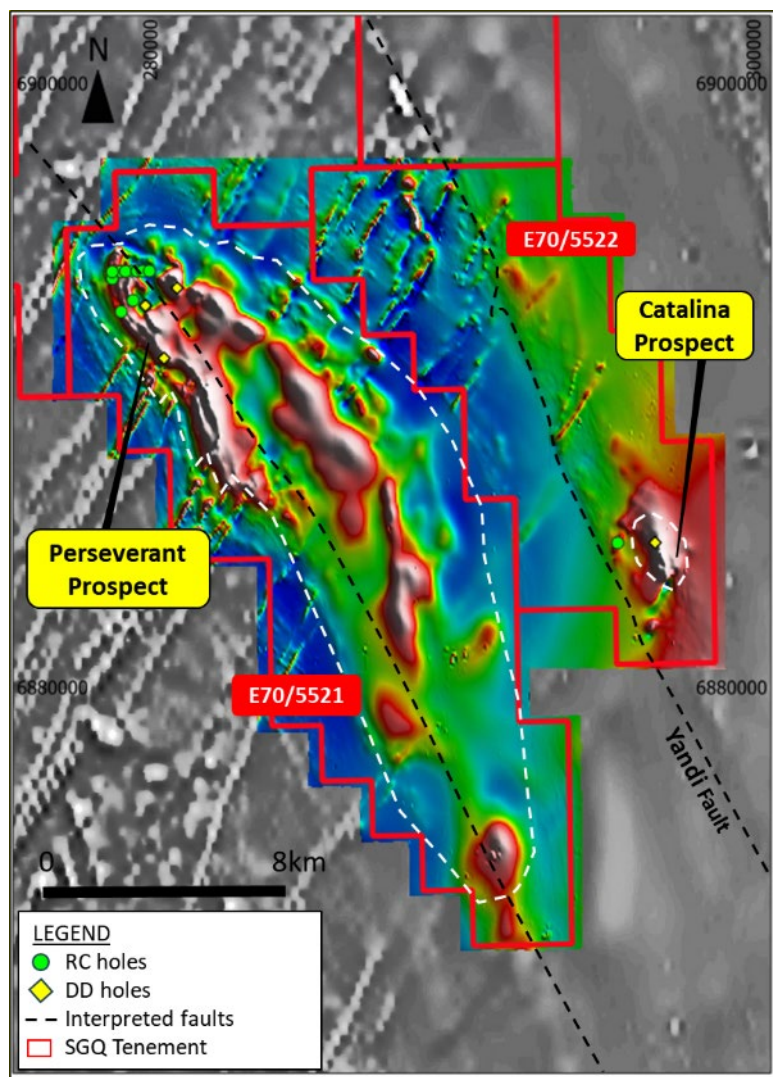 N
280000
300000
6900000
6900000
E70/5522
Catalina
Prospect
Perseverant
Prospect
6880000
6880000
E70/5521
Yandi Fault
0
8km
LEGEND
RC holes
DD holes
Interpreted faults
SGQ Tenement